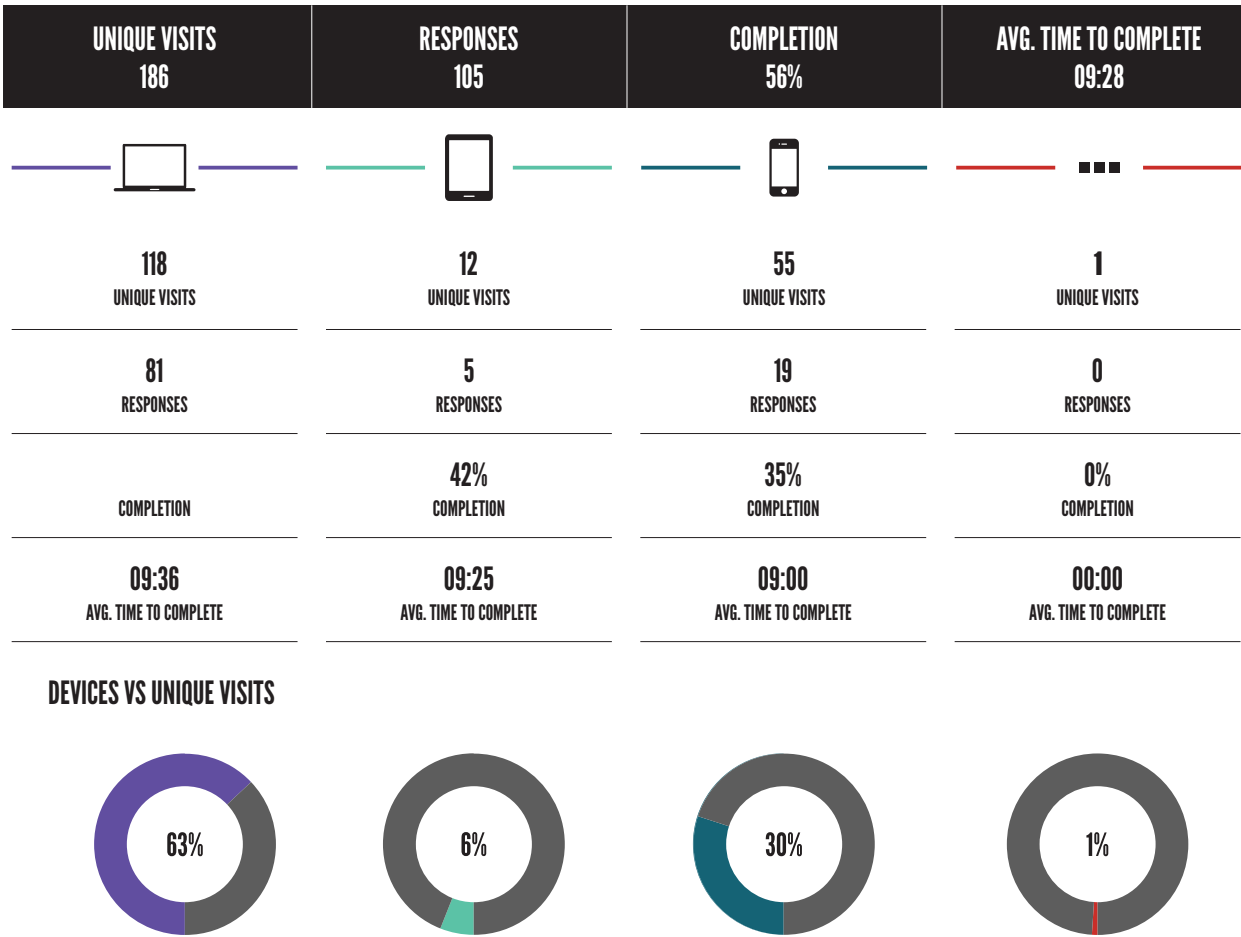 UNIQUE VISITS
186
RESPONSES
105
COMPLETION
56%
AVG. TIME TO COMPLETE
09:28
118
UNIQUE VISITS
12
UNIQUE VISITS
55
UNIQUE VISITS
1
UNIQUE VISITS
81
RESPONSES
5
RESPONSES
19
RESPONSES
0
RESPONSES
COMPLETION
42%
COMPLETION
35%
COMPLETION
0%
COMPLETION
09:36
AVG. TIME TO COMPLETE
09:25
AVG. TIME TO COMPLETE
09:00
AVG. TIME TO COMPLETE
00:00
AVG. TIME TO COMPLETE
DEVICES VS UNIQUE VISITS
63%
6%
30%
1%